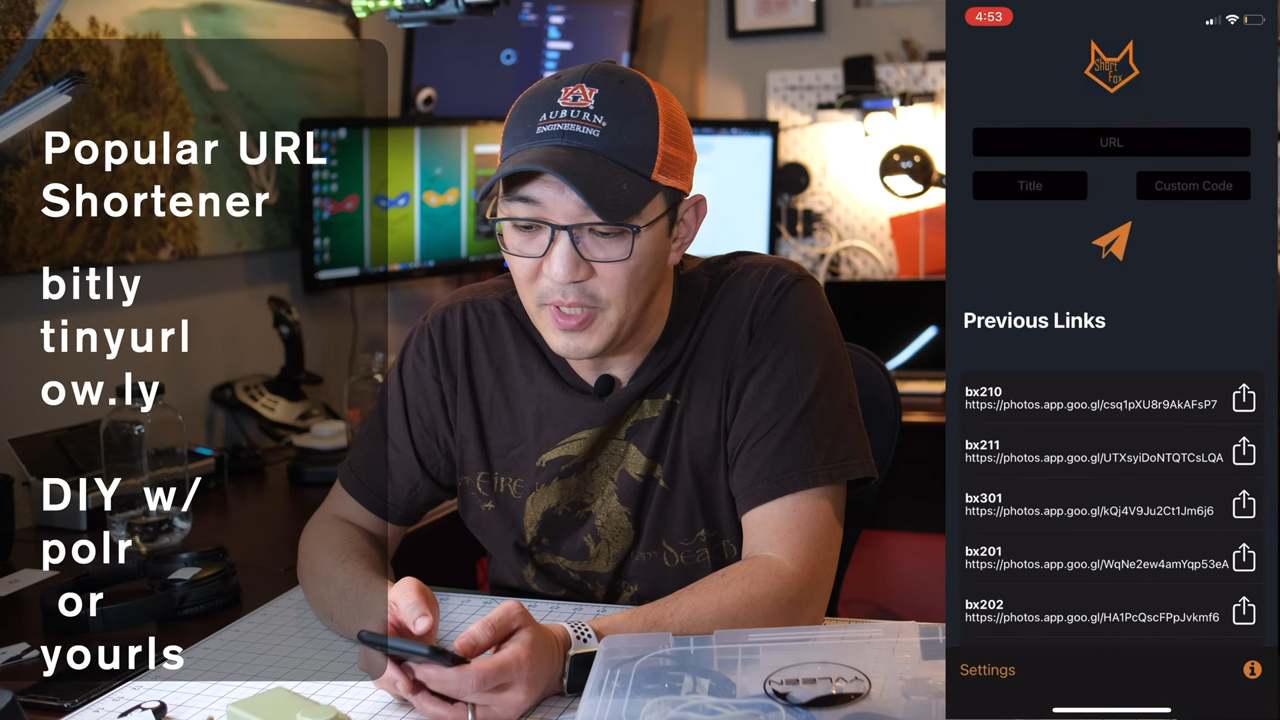 Popular URL
Shortener
bitly
tinyurl
ow.ly
DIY w/
polr
or
yourls
AUBURN
ENGINEERING
FIRE
DEATH
4:53
Short
Fox
URL
Title
Custom Code
Previous Links
bx210
https://photos.app.goo.gl/csq1pXU8r9AkAFsP7
bx211
https://photos.app.goo.gl/UTXsyiDoNTQTCsLQA
bx301
https://photos.app.goo.gl/kQj4V9Ju2Ct1Jm6j6
bx201
https://photos.app.goo.gl/WqNe2ew4amYqp53eA
bx202
https://photos.app.goo.gl/HA1PcQscFPpJvkmf6
Settings